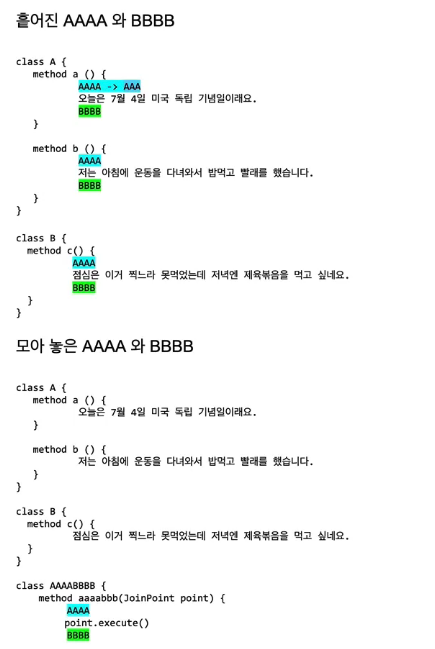 흩어진 AAAA 와 BBBB
class A {
method a () {
AAAA -> AAA
오늘은 7월 4일 미국 독립 기념일이래요.
BBBB
}
method b () {
AAAA
저는 아침에 운동을 다녀와서 밥먹고 빨래를 했습니다.
BBBB
}
}
class B {
method c() {
AAAA
점심은 이거 찍느라 못먹었는데 저녁엔 제육볶음을 먹고 싶네요.
BBBB
}
}
모아 놓은 AAAA 와 BBBB
class A {
method a () {
오늘은 7월 4일 미국 독립 기념일이래요.
}
method b () {
저는 아침에 운동을 다녀와서 밥먹고 빨래를 했습니다.
}
}
class B {
method c() {
점심은 이거 찍느라 못먹었는데 저녁엔 제육볶음을 먹고 싶네요.
}
}
class AAAABBBB {
method aaaabbb(JoinPoint point) {
AAAA
point.execute()
BBBB